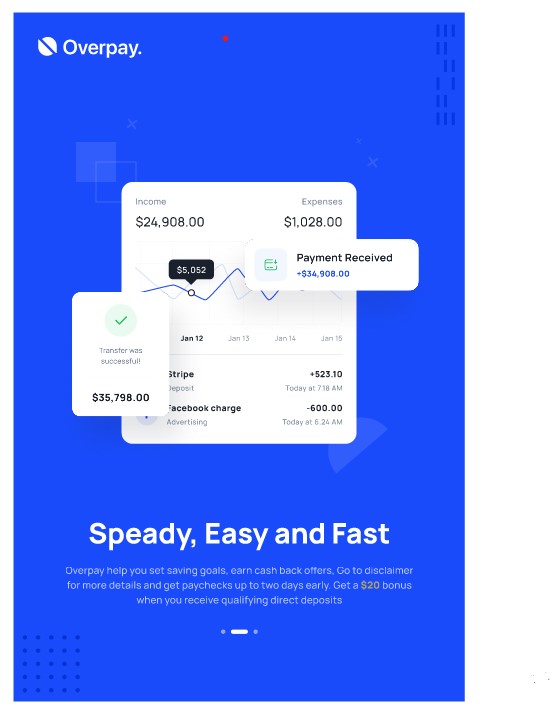 Overpay.
Income Expenses
$24,908.00 $1,028.00
Payment Received
+$34,908.00
$5,052
Transfer was
successful!
$35,798.00
Jan 12 Jan 13 Jan 14 Jan 15
Stripe +523.10
Deposit Today at 7.18 AM
Facebook charge -600.00
Advertising Today at 6.24 AM
Speady, Easy and Fast
Overpay help you set saving goals, earn cash back offers, Go to disclaimer
for more details and get paychecks up to two days early. Get a $20 bonus
when you receive qualifying direct deposits